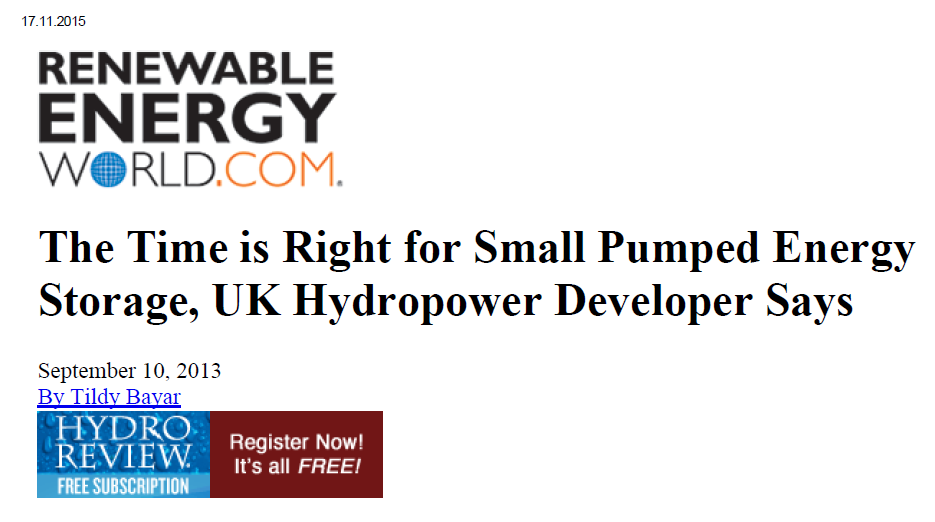 17.11.2015
RENEWABLE
ENERGY
WORLD.COM.
The Time is Right for Small Pumped Energy
Storage, UK Hydropower Developer Says
September 10, 2013
By Tildy Bayar
HYDRO
REVIEW.
FREE SUBSCRIPTION
Register Now!
It's all FREE!